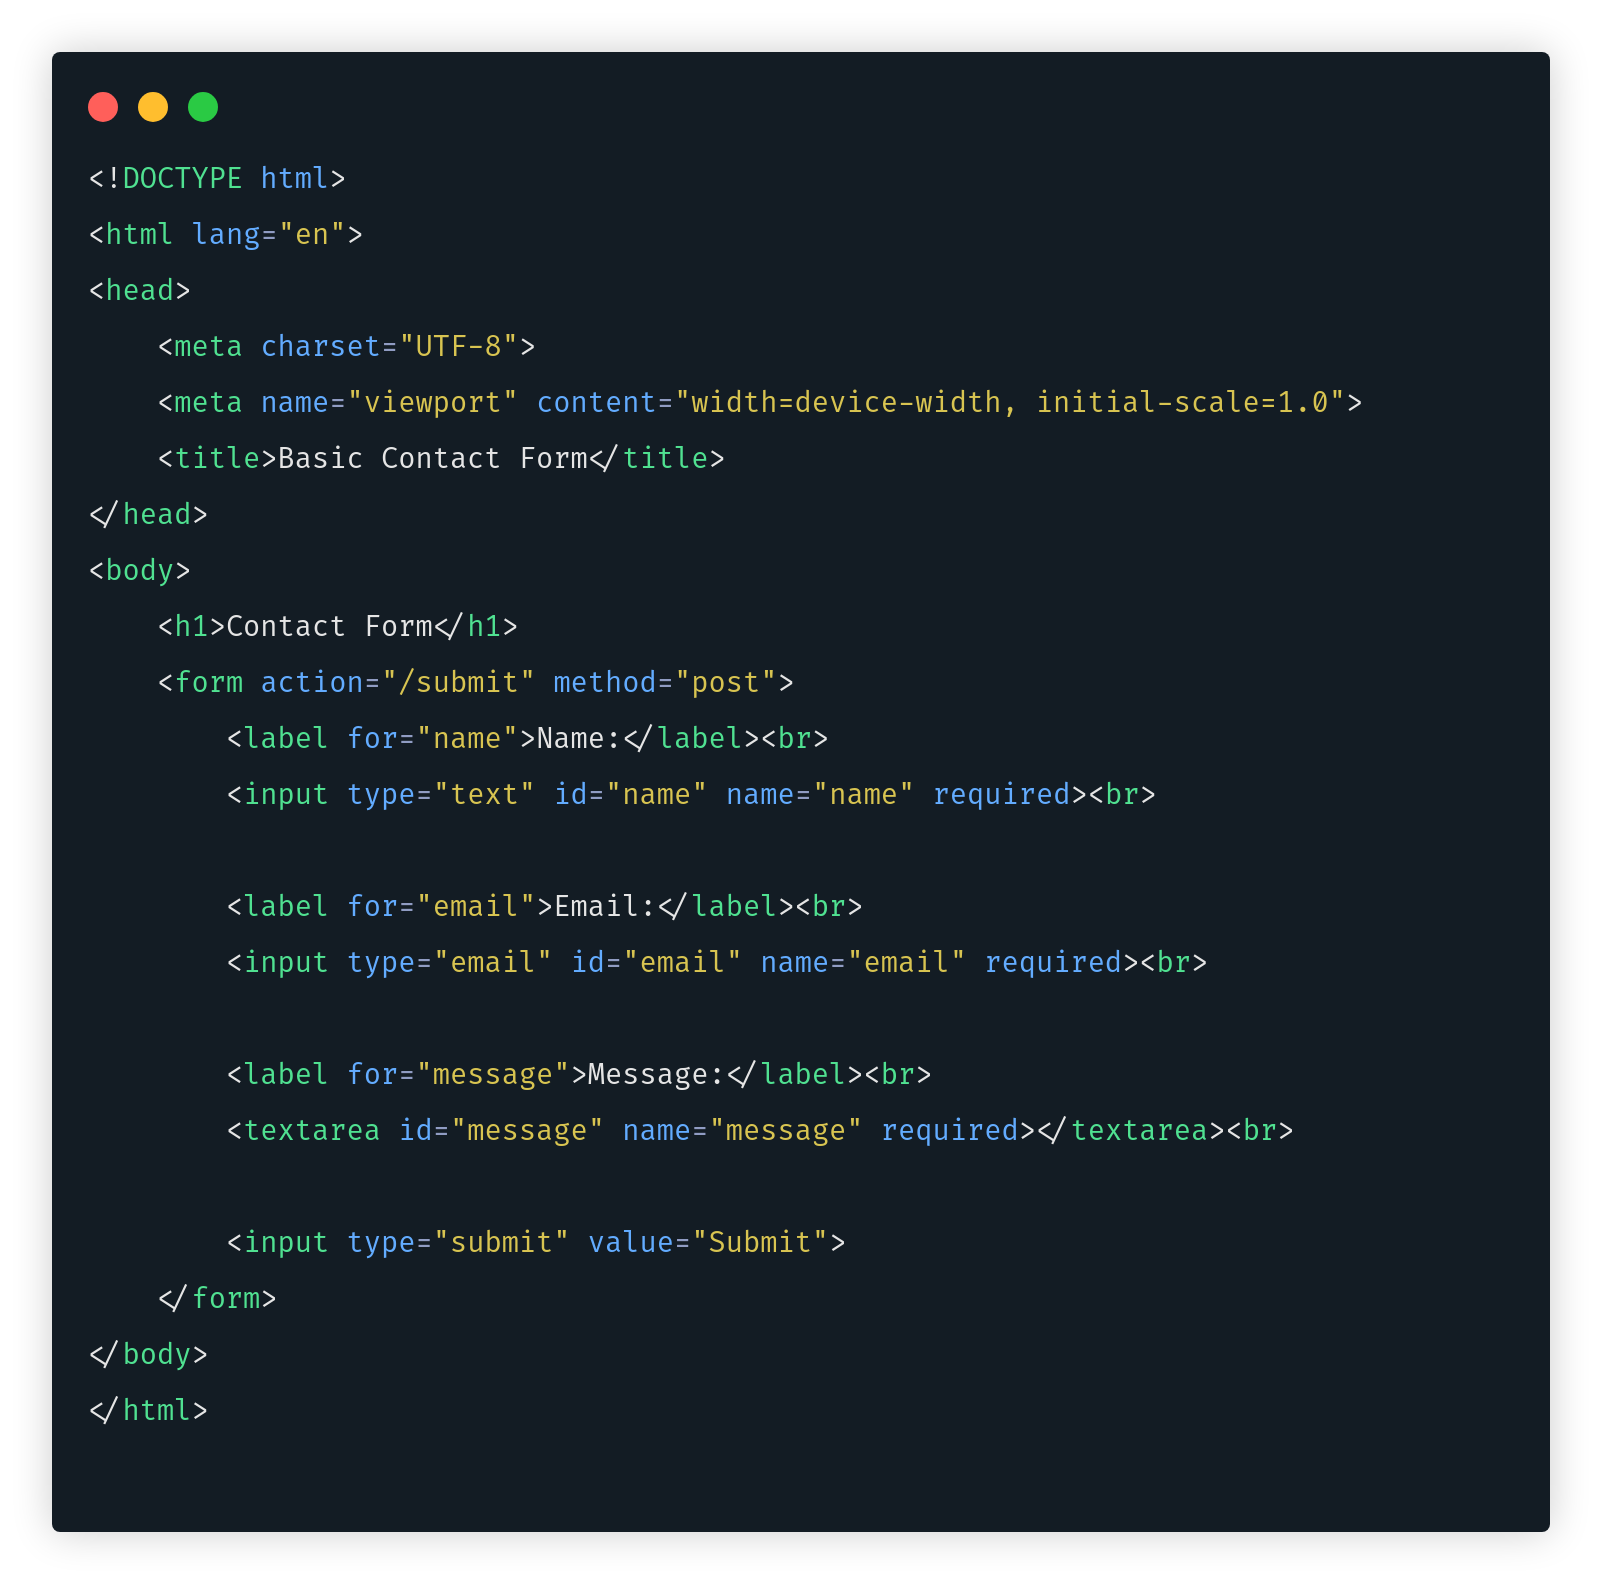 <!DOCTYPE html>
<html lang="en">
<head>
    <meta charset="UTF-8">
    <meta name="viewport" content="width=device-width, initial-scale=1.0">
    <title>Basic Contact Form</title>
</head>
<body>
    <h1>Contact Form</h1>
    <form action="/submit" method="post">
        <label for="name">Name:</label><br>
        <input type="text" id="name" name="name" required><br>

        <label for="email">Email:</label><br>
        <input type="email" id="email" name="email" required><br>

        <label for="message">Message:</label><br>
        <textarea id="message" name="message" required></textarea><br>

        <input type="submit" value="Submit">
    </form>
</body>
</html>